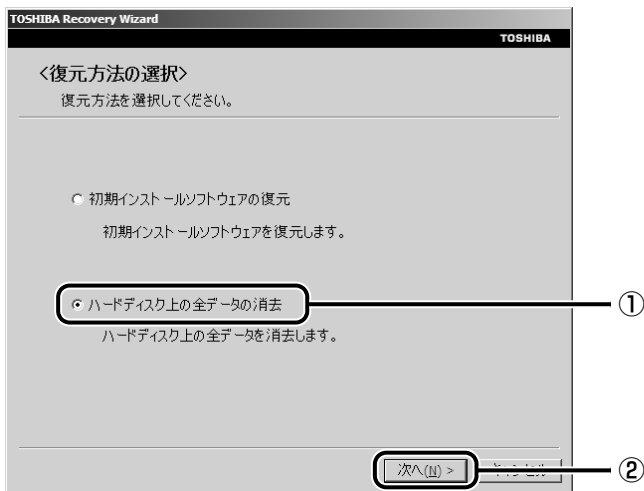 TOSHIBA Recovery Wizard
TOSHIBA
<復元方法の選択>
復元方法を選択してください。
初期インストールソフトウェアの復元
初期インストールソフトウェアを復元します。
ハードディスク上の全データの消去
①
ハードディスク上の全データを消去します。
次へ(N) >
②